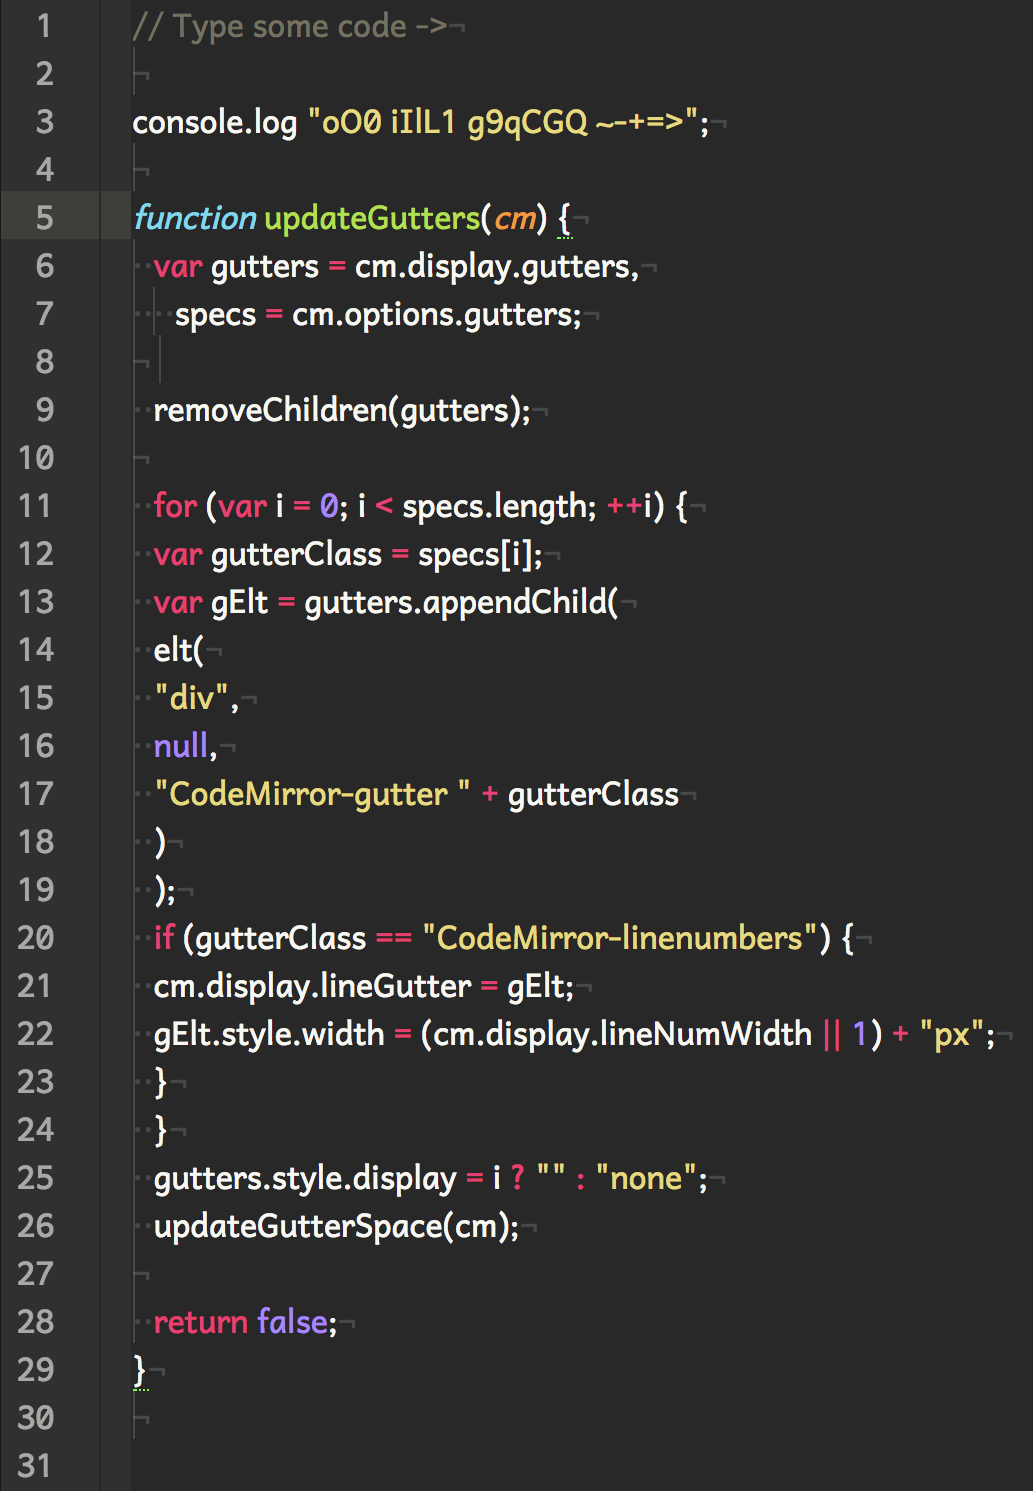 1 // Type some code ->¬
2 ¬
3 console.log "oO0 iIlL1 g9qCGQ ~-+=>";¬
4 ¬
5 function updateGutters(cm) {¬
6 ··var gutters = cm.display.gutters,¬
7 ····specs = cm.options.gutters;¬
8 ¬
9 ··removeChildren(gutters);¬
10 ¬
11 ··for (var i = 0; i < specs.length; ++i) {¬
12 ··var gutterClass = specs[i];¬
13 ··var gElt = gutters.appendChild(¬
14 ··elt(¬
15 ··"div",¬
16 ··null,¬
17 ··"CodeMirror-gutter " + gutterClass¬
18 ··)¬
19 ··);¬
20 ··if (gutterClass == "CodeMirror-linenumbers") {¬
21 ··cm.display.lineGutter = gElt;¬
22 ··gElt.style.width = (cm.display.lineNumWidth || 1) + "px";¬
23 ··}¬
24 ··}¬
25 ··gutters.style.display = i ? "" : "none";¬
26 ··updateGutterSpace(cm);¬
27 ¬
28 ··return false;¬
29 }¬
30 ¬
31